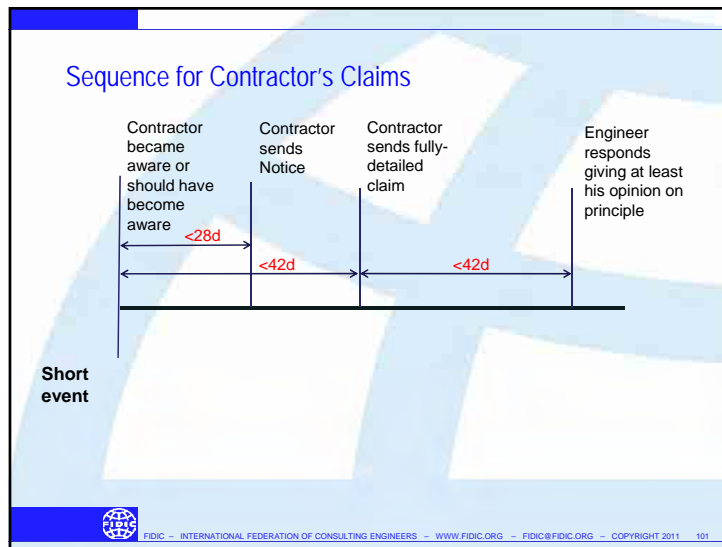 Sequence for Contractor's Claims
Contractor
became
aware or
should have
become
aware
Contractor
sends
Notice
Contractor
sends fully-
detailed
claim
Engineer
responds
giving at least
his opinion on
principle
<28d
<42d
<42d
Short
event
FIDIC
FIDIC – INTERNATIONAL FEDERATION OF CONSULTING ENGINEERS – WWW.FIDIC.ORG – FIDIC@FIDIC.ORG – COPYRIGHT 2011 101